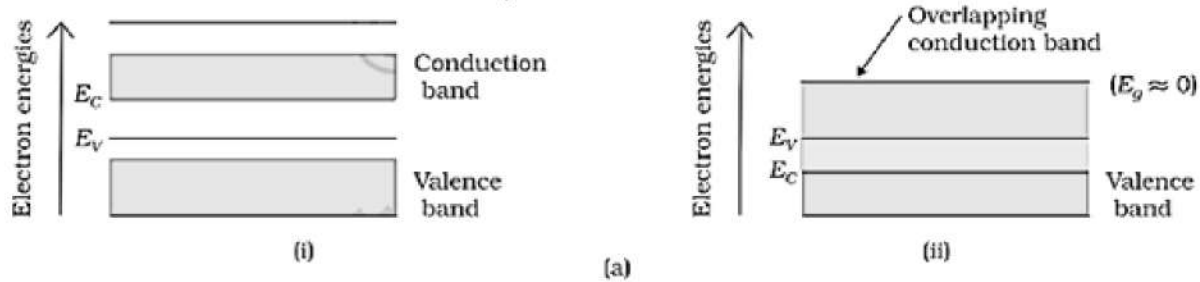 Electron energies
Conduction
band
E_C
E_V
Valence
band
(i)
Electron energies
Overlapping
conduction band
(E_g ≈ 0)
E_V
E_C
Valence
band
(ii)
(a)